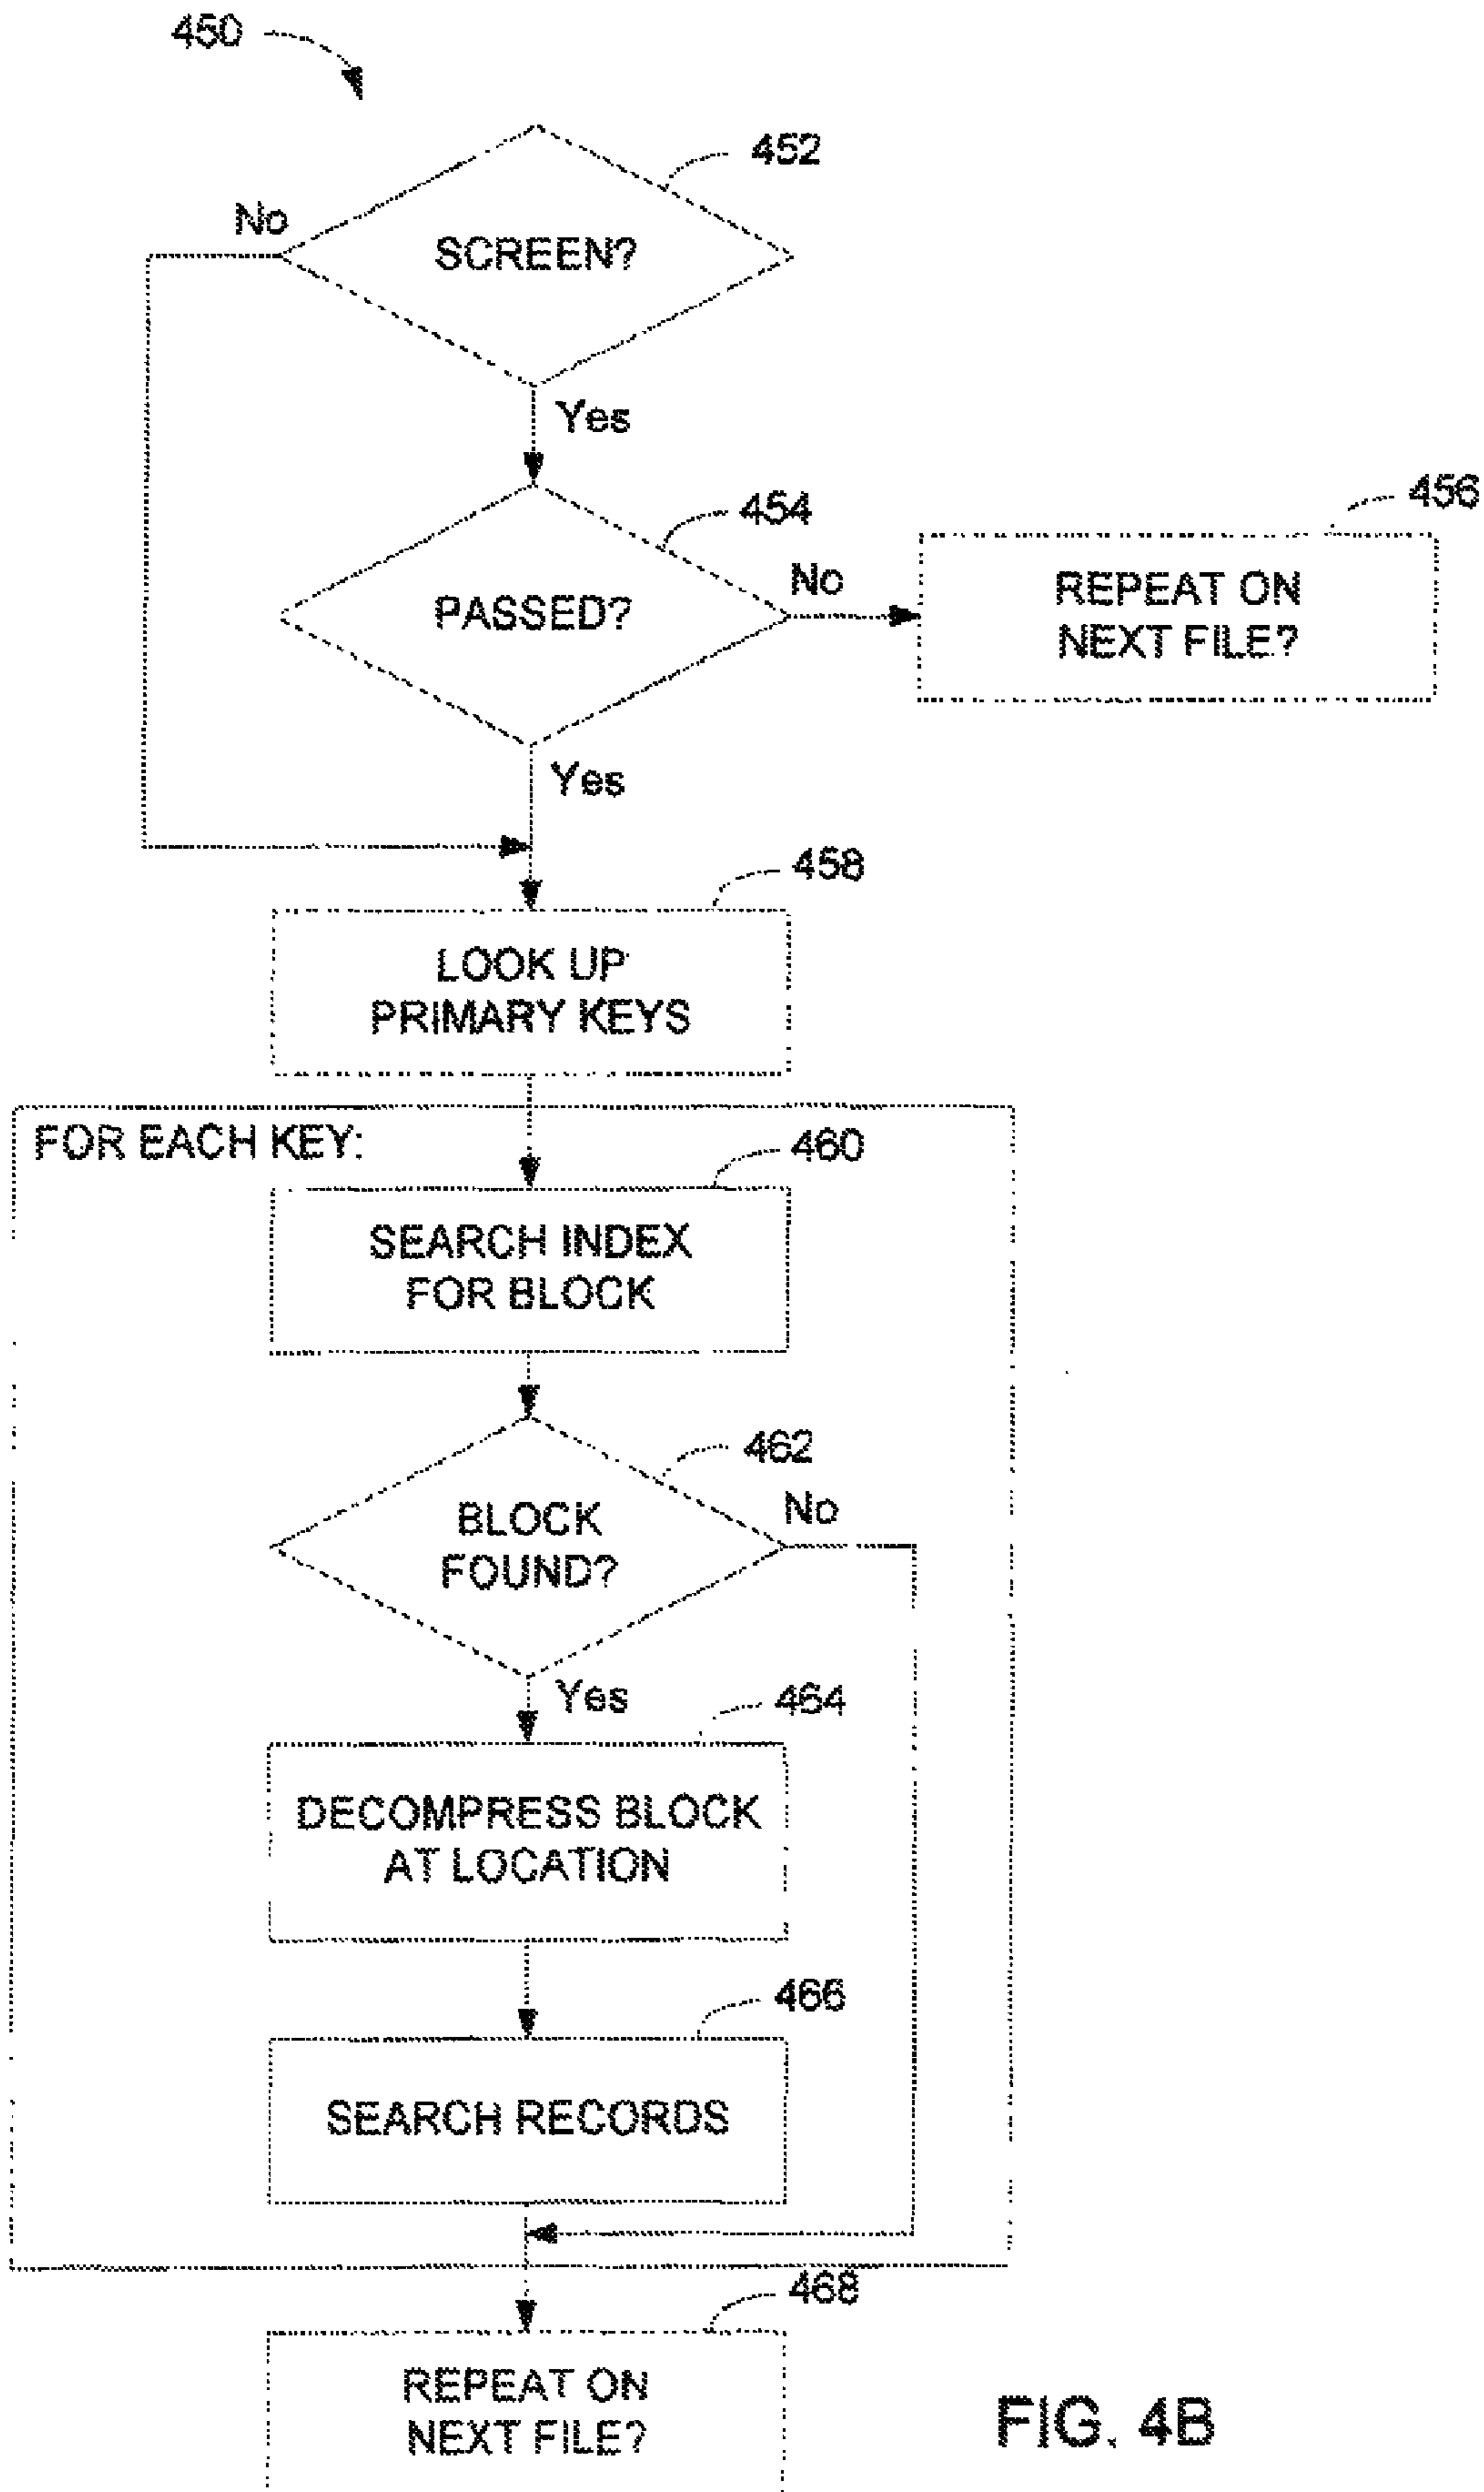 450
452
No
SCREEN?
Yes
454
456
No
PASSED?
REPEAT ON
NEXT FILE?
Yes
458
LOOK UP
PRIMARY KEYS
FOR EACH KEY:
460
SEARCH INDEX
FOR BLOCK
462
No
BLOCK
FOUND?
Yes
464
DECOMPRESS BLOCK
AT LOCATION
466
SEARCH RECORDS
468
REPEAT ON
NEXT FILE?
FIG. 4B